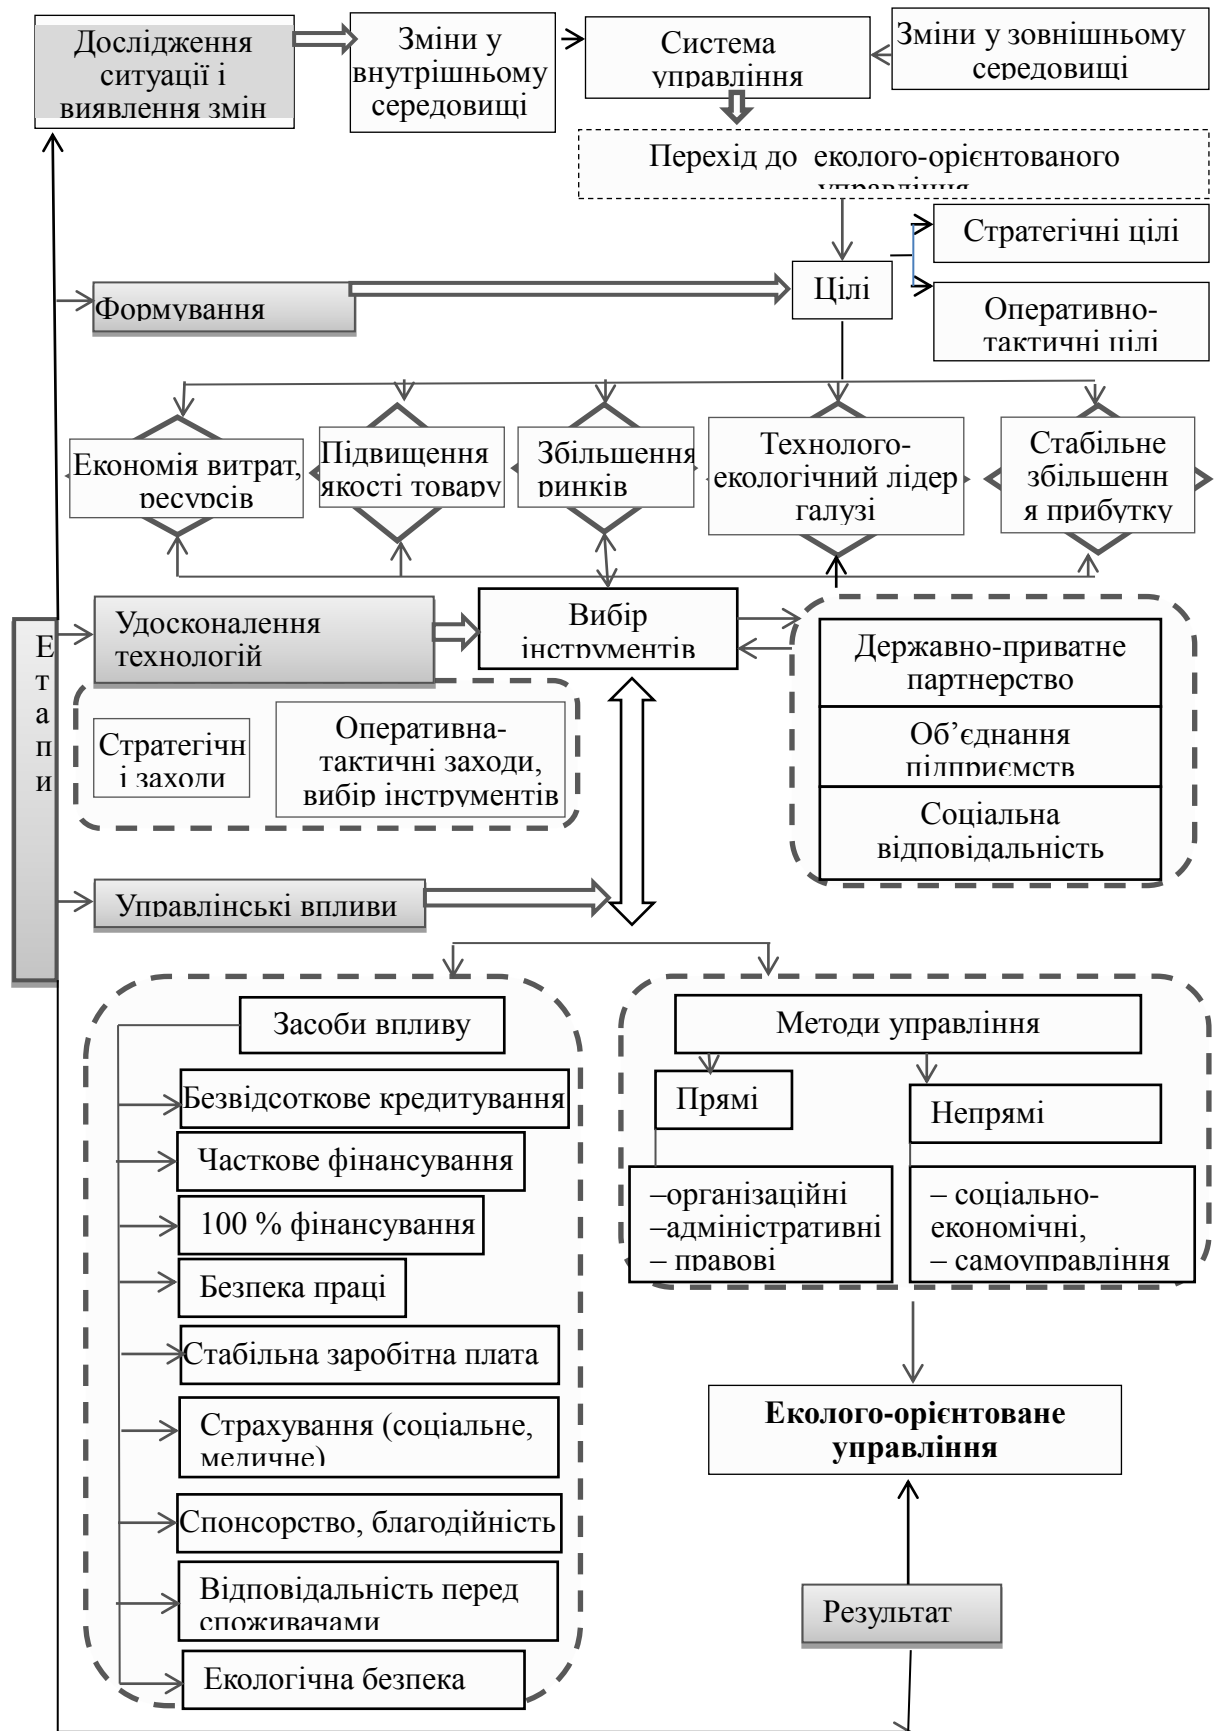 Дослідження
ситуації і
виявлення змін
Зміни у
внутрішньому
середовищі
Система
управління
Зміни у зовнішньому
середовищі
Перехід до еколого-орієнтованого
управління
Стратегічні цілі
Цілі
Формування
Оперативно-
тактичні цілі
Економія витрат,
ресурсів
Підвищення
якості товару
Збільшення
ринків
Технолого-
екологічний лідер
галузі
Стабільне
збільшенн
я прибутку
Е
т
а
п
и
Удосконалення
технологій
Вибір
інструментів
Державно-приватне
партнерство
Об’єднання
підприємств
Соціальна
відповідальність
Стратегічн
і заходи
Оперативна-
тактичні заходи,
вибір інструментів
Управлінські впливи
Засоби впливу
Безвідсоткове кредитування
Часткове фінансування
100 % фінансування
Безпека праці
Стабільна заробітна плата
Страхування (соціальне,
медичне)
Спонсорство, благодійність
Відповідальність перед
споживачами
Екологічна безпека
Методи управління
Прямі
Непрямі
–організаційні
–адміністративні
– правові
– соціально-
економічні,
– самоуправління
Еколого-орієнтоване
управління
Результат